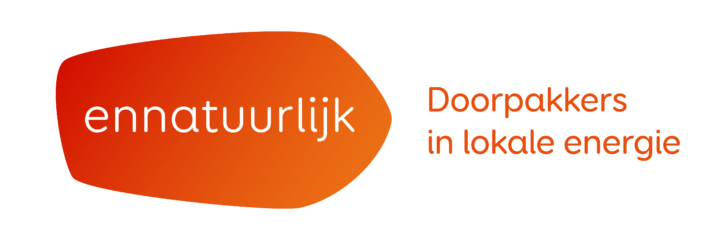 ennatuurlijk
Doorpakkers
in lokale energie